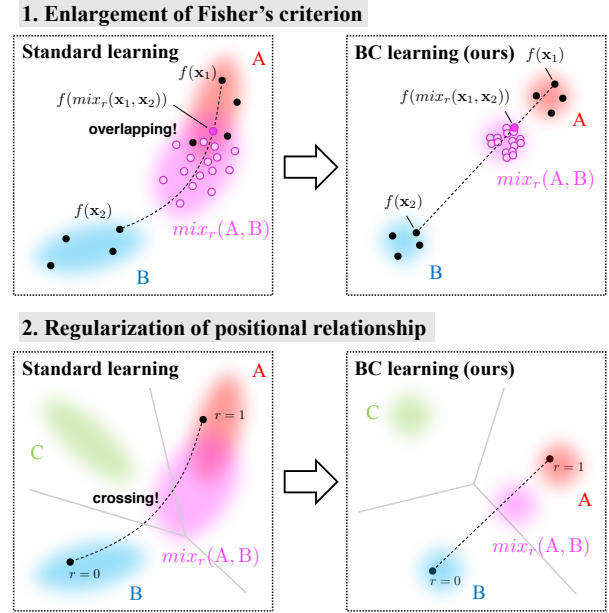 1. Enlargement of Fisher's criterion
Standard learning
A
f(x₁)
f(mixᵣ(x₁, x₂))
overlapping!
f(x₂)
mixᵣ(A, B)
B
BC learning (ours)
f(x₁)
f(mixᵣ(x₁, x₂))
A
mixᵣ(A, B)
f(x₂)
B
2. Regularization of positional relationship
Standard learning
A
r = 1
C
crossing!
mixᵣ(A, B)
r = 0
B
BC learning (ours)
C
r = 1
A
mixᵣ(A, B)
r = 0
B